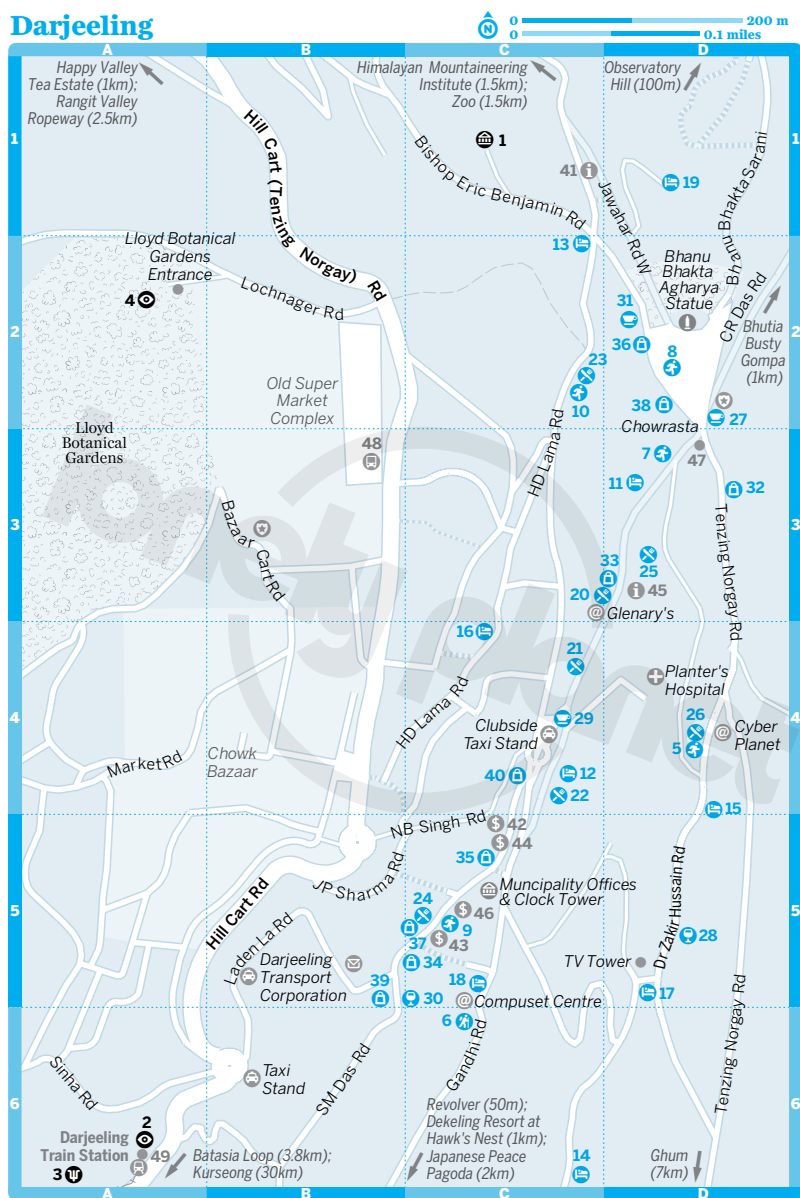 Darjeeling
N
0
200 m
0
0.1 miles
A
B
C
D
Happy Valley
Tea Estate (1km);
Rangit Valley
Ropeway (2.5km)
Himalayan Mountaineering
Institute (1.5km);
Zoo (1.5km)
Observatory
Hill (100m)
1
1
Hill Cart (Tenzing Norgay) Rd
1
Bishop Eric Benjamin Rd
41
Jawahar Rd W
19
Bhanu Bhakta Sarani
13
Lloyd Botanical
Gardens
Entrance
4
Lochnager Rd
Bhanu
Bhakta
Agharya
Statue
CR Das Rd
Bhutia
Busty
Gompa
(1km)
2
2
31
36
8
23
10
38
27
Chowrasta
Old Super
Market
Complex
Lloyd
Botanical
Gardens
48
HD Lama Rd
7
47
11
32
3
3
lonely planet
Bazaar Cart Rd
33
25
20
45
@ Glenary's
Tenzing Norgay Rd
16
21
Planter's
Hospital
HD Lama Rd
4
4
Clubside
Taxi Stand
29
26
5
@ Cyber
Planet
Market Rd
Chowk
Bazaar
40
12
22
15
NB Singh Rd
$ 42
$ 44
35
JP Sharma Rd
Muncipality Offices
& Clock Tower
5
5
Hill Cart Rd
24
$ 46
9
37
$ 43
Dr Zakir Hussain Rd
28
Laden La Rd
Darjeeling
Transport
Corporation
34
TV Tower
39
30
18
17
@ Compuset Centre
6
Gandhi Rd
Tenzing Norgay Rd
Sinha Rd
Taxi
Stand
SM Das Rd
6
6
2
Darjeeling
Train Station
49
3
Batasia Loop (3.8km);
Kurseong (30km)
Revolver (50m);
Dekeling Resort at
Hawk's Nest (1km);
Japanese Peace
Pagoda (2km)
14
Ghum
(7km)
A
B
C
D